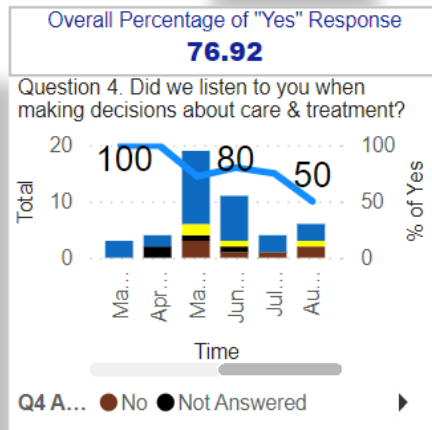 Overall Percentage of "Yes" Response
76.92
Question 4. Did we listen to you when
making decisions about care & treatment?
20
10
0
Total
100
80
50
100
50
0
% of Yes
Ma...
Apr...
Ma...
Jun...
Jul...
Au...
Time
Q4 A... No Not Answered